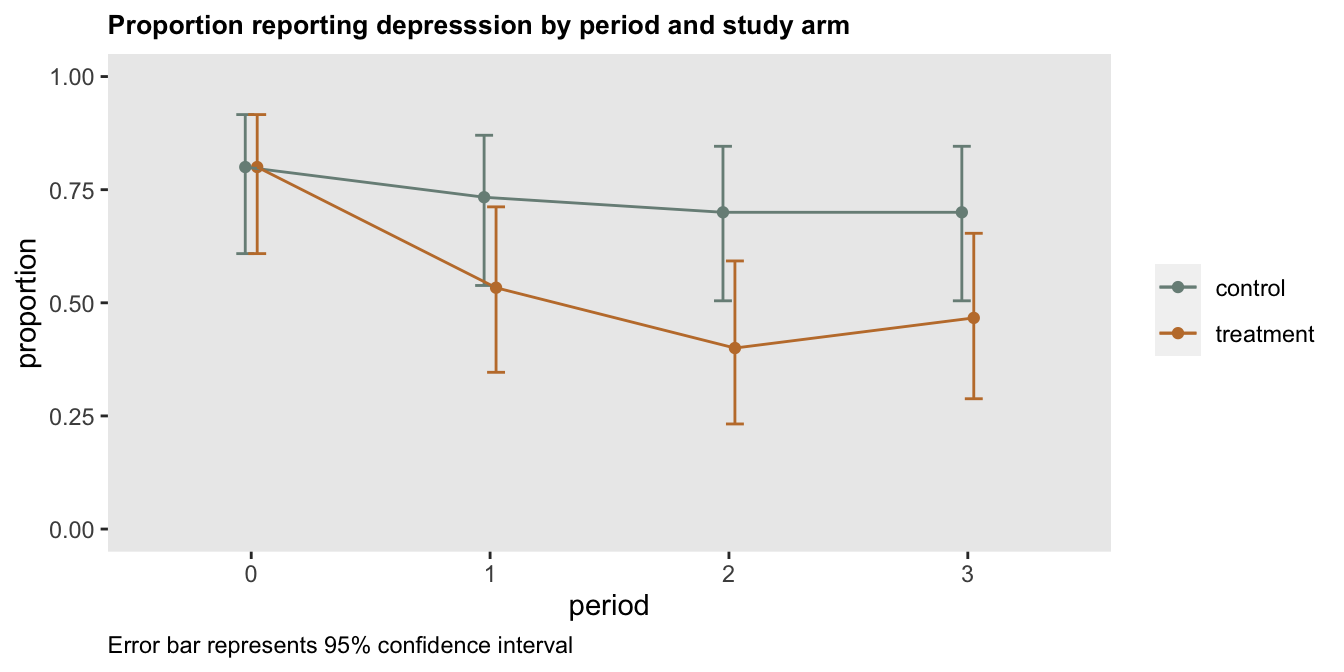 Proportion reporting depresssion by period and study arm
1.00
0.75
0.50
0.25
0.00
proportion
0 1 2 3
period
control
treatment
Error bar represents 95% confidence interval